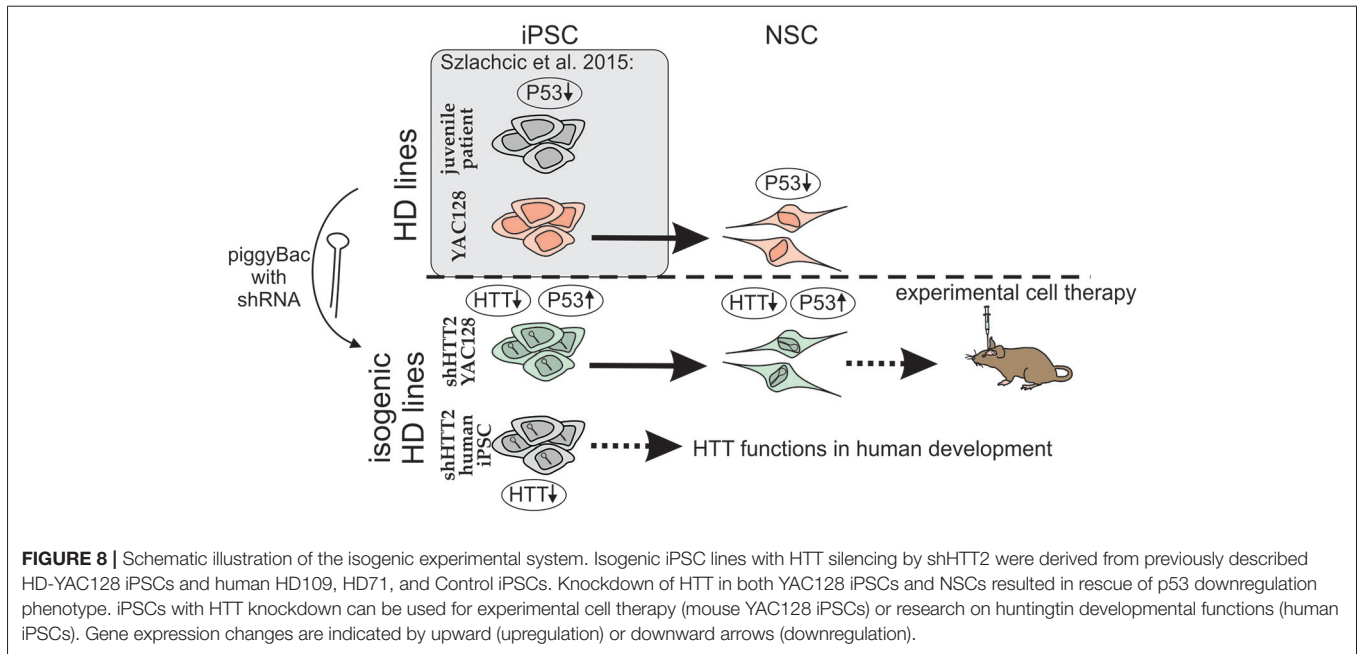 iPSC
NSC
Szlachcic et al. 2015:
P53↓
HD lines
juvenile
patient
YAC128
P53↓
piggyBac
with
shRNA
HTT↓ P53↑
HTT↓ P53↑
experimental cell therapy
isogenic
HD lines
shHTT2
YAC128
shHTT2
human
iPSC
HTT functions in human development
HTT↓
FIGURE 8 | Schematic illustration of the isogenic experimental system. Isogenic iPSC lines with HTT silencing by shHTT2 were derived from previously described
HD-YAC128 iPSCs and human HD109, HD71, and Control iPSCs. Knockdown of HTT in both YAC128 iPSCs and NSCs resulted in rescue of p53 downregulation
phenotype. iPSCs with HTT knockdown can be used for experimental cell therapy (mouse YAC128 iPSCs) or research on huntingtin developmental functions (human
iPSCs). Gene expression changes are indicated by upward (upregulation) or downward arrows (downregulation).